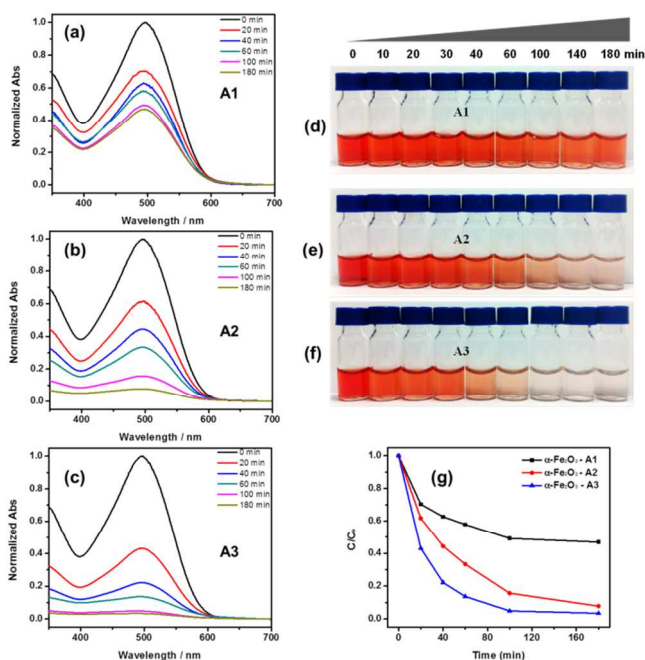 (a)
0 min
20 min
40 min
60 min
100 min
180 min
A1
Normalized Abs
1.0
0.8
0.6
0.4
0.2
0.0
400 500 600 700
Wavelength / nm
(b)
0 min
20 min
40 min
60 min
100 min
180 min
A2
Normalized Abs
1.0
0.8
0.6
0.4
0.2
0.0
400 500 600 700
Wavelength / nm
(c)
0 min
20 min
40 min
60 min
100 min
180 min
A3
Normalized Abs
1.0
0.8
0.6
0.4
0.2
0.0
400 500 600 700
Wavelength / nm
0 10 20 30 40 60 100 140 180 min
(d)
A1
(e)
A2
(f)
A3
(g)
α-Fe₂O₃ - A1
α-Fe₂O₃ - A2
α-Fe₂O₃ - A3
C/C₀
1.0
0.8
0.6
0.4
0.2
0.0
0 40 80 120 160
Time (min)